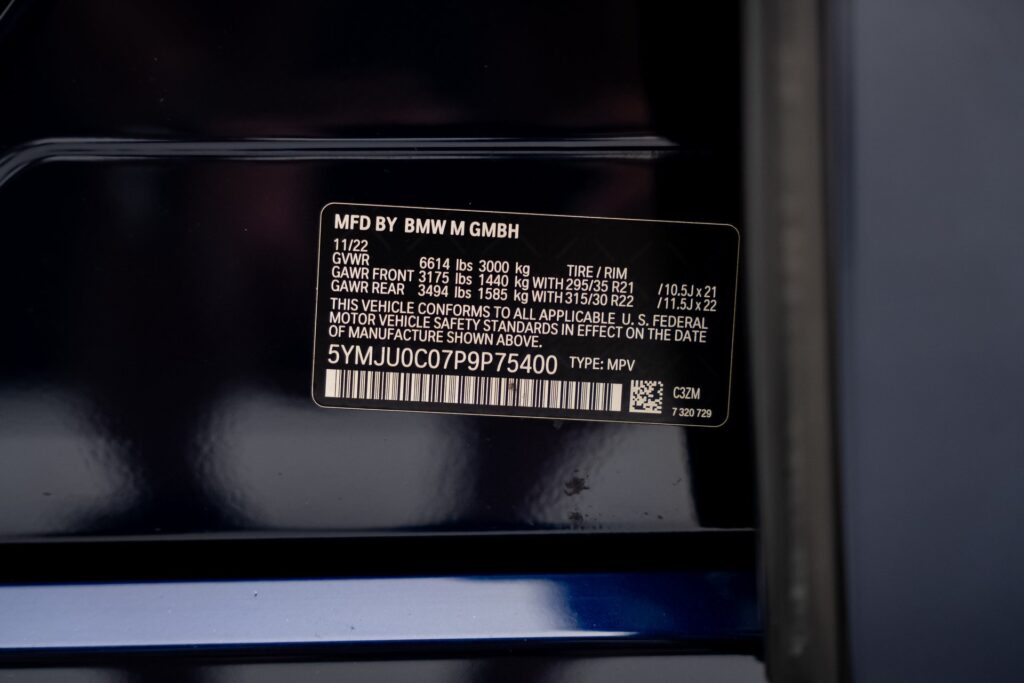 MFD BY BMW M GMBH
11/22
GVWR 6614 lbs 3000 kg TIRE / RIM
GAWR FRONT 3175 lbs 1440 kg WITH 295/35 R21 /10.5J x 21
GAWR REAR 3494 lbs 1585 kg WITH 315/30 R22 /11.5J x 22
THIS VEHICLE CONFORMS TO ALL APPLICABLE U. S. FEDERAL
MOTOR VEHICLE SAFETY STANDARDS IN EFFECT ON THE DATE
OF MANUFACTURE SHOWN ABOVE.
5YMJU0C07P9P75400 TYPE: MPV
C3ZM
7 320 729